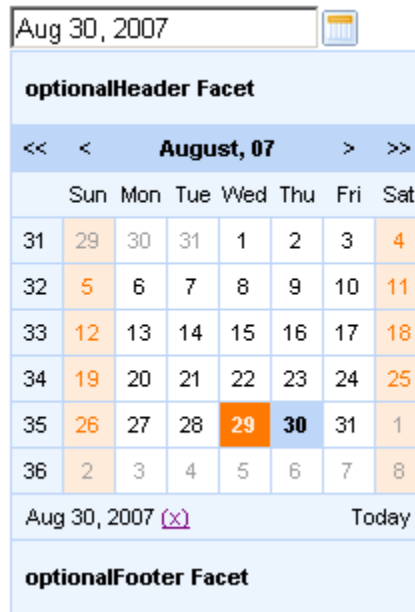 Aug 30, 2007
optionalHeader Facet
<< < August, 07 > >>
Sun Mon Tue Wed Thu Fri Sat
31 29 30 31 1 2 3 4
32 5 6 7 8 9 10 11
33 12 13 14 15 16 17 18
34 19 20 21 22 23 24 25
35 26 27 28 29 30 31 1
36 2 3 4 5 6 7 8
Aug 30, 2007 (x) Today
optionalFooter Facet